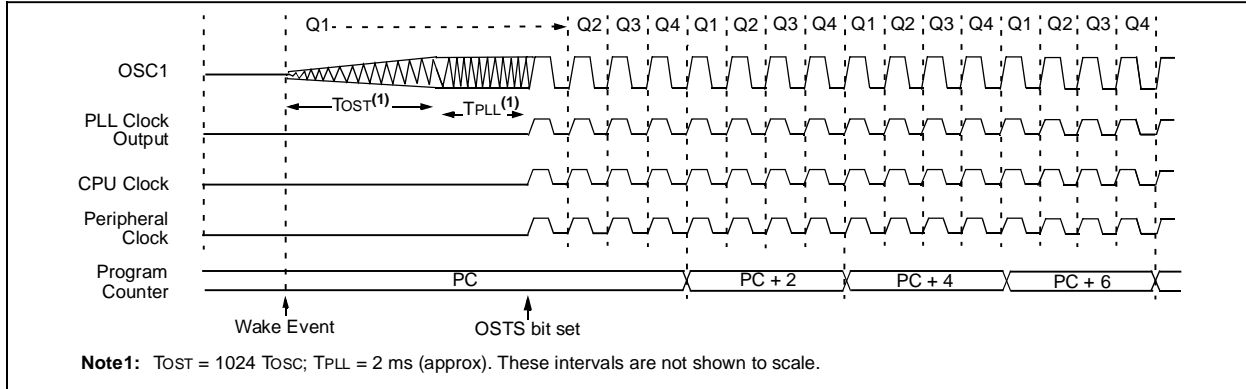 Q1 Q2 Q3 Q4 Q1 Q2 Q3 Q4 Q1 Q2 Q3 Q4 Q1 Q2 Q3 Q4
OSC1
TOST(1) TPLL(1)
PLL Clock
Output
CPU Clock
Peripheral
Clock
Program
Counter
PC PC + 2 PC + 4 PC + 6
Wake Event OSTS bit set
Note1: TOST = 1024 TOSC; TPLL = 2 ms (approx). These intervals are not shown to scale.